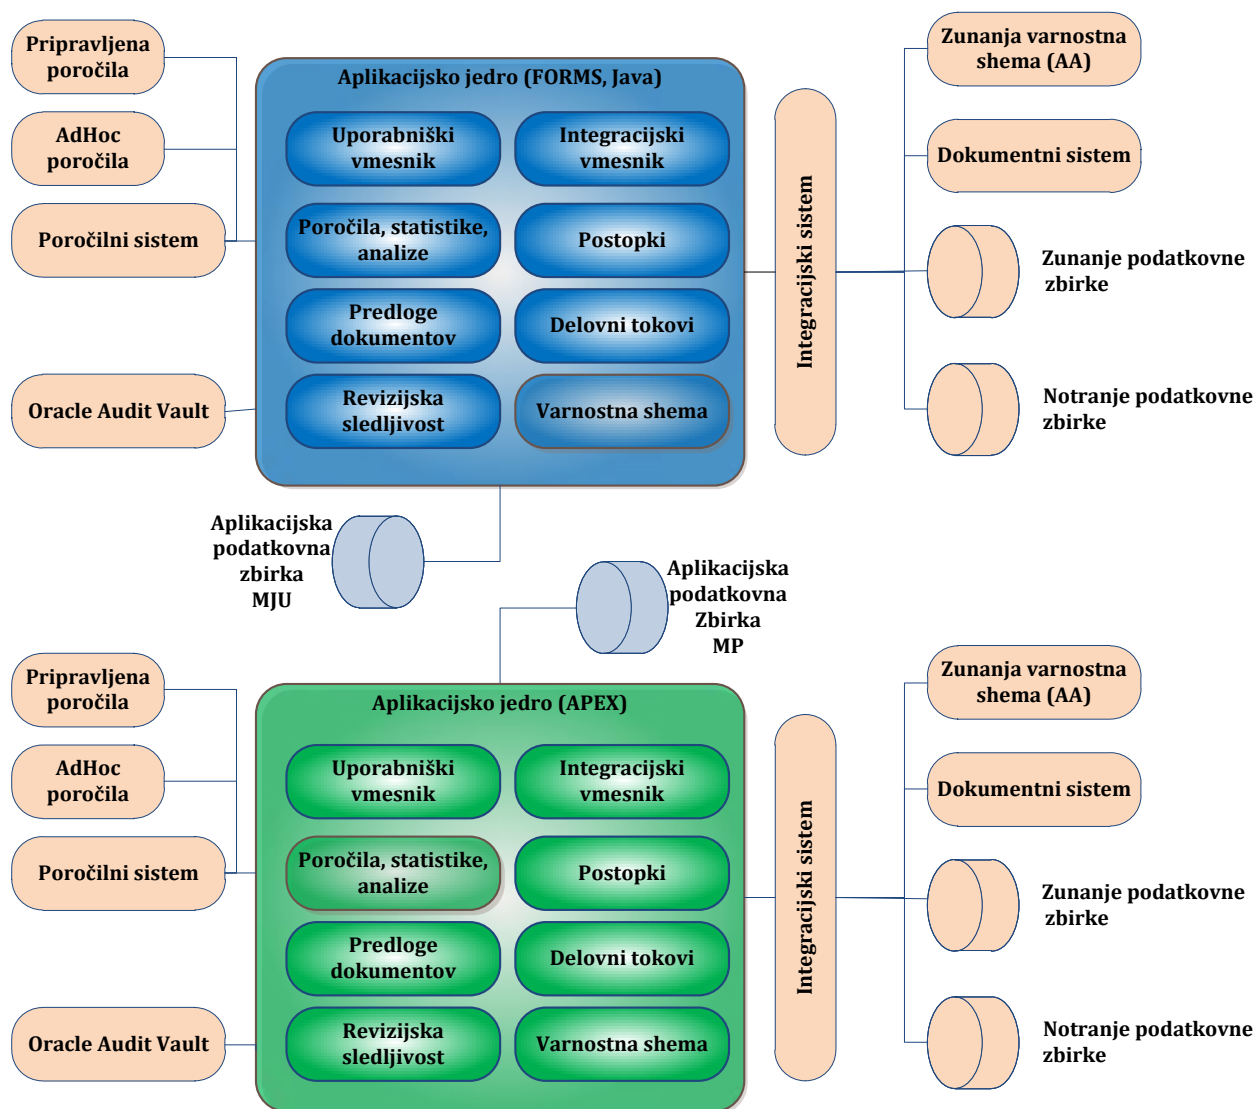 Pripravljena
poročila
AdHoc
poročila
Poročilni sistem
Oracle Audit Vault
Aplikacijsko jedro (FORMS, Java)
Uporabniški
vmesnik
Integracijski
vmesnik
Poročila, statistike,
analize
Postopki
Predloge
dokumentov
Delovni tokovi
Revizijska
sledljivost
Varnostna shema
Integracijski sistem
Zunanja varnostna
shema (AA)
Dokumentni sistem
Zunanje podatkovne
zbirke
Notranje podatkovne
zbirke
Aplikacijska
podatkovna
zbirka
MJU
Aplikacijska
podatkovna
Zbirka
MP
Pripravljena
poročila
AdHoc
poročila
Poročilni sistem
Oracle Audit Vault
Aplikacijsko jedro (APEX)
Uporabniški
vmesnik
Integracijski
vmesnik
Poročila, statistike,
analize
Postopki
Predloge
dokumentov
Delovni tokovi
Revizijska
sledljivost
Varnostna shema
Integracijski sistem
Zunanja varnostna
shema (AA)
Dokumentni sistem
Zunanje podatkovne
zbirke
Notranje podatkovne
zbirke